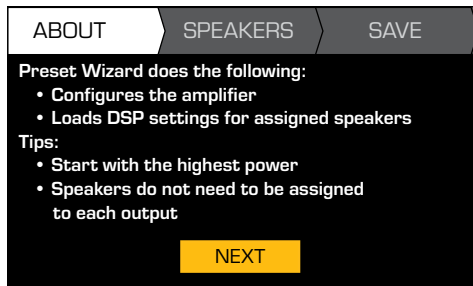 ABOUT SPEAKERS SAVE
Preset Wizard does the following:
• Configures the amplifier
• Loads DSP settings for assigned speakers
Tips:
• Start with the highest power
• Speakers do not need to be assigned
to each output
NEXT